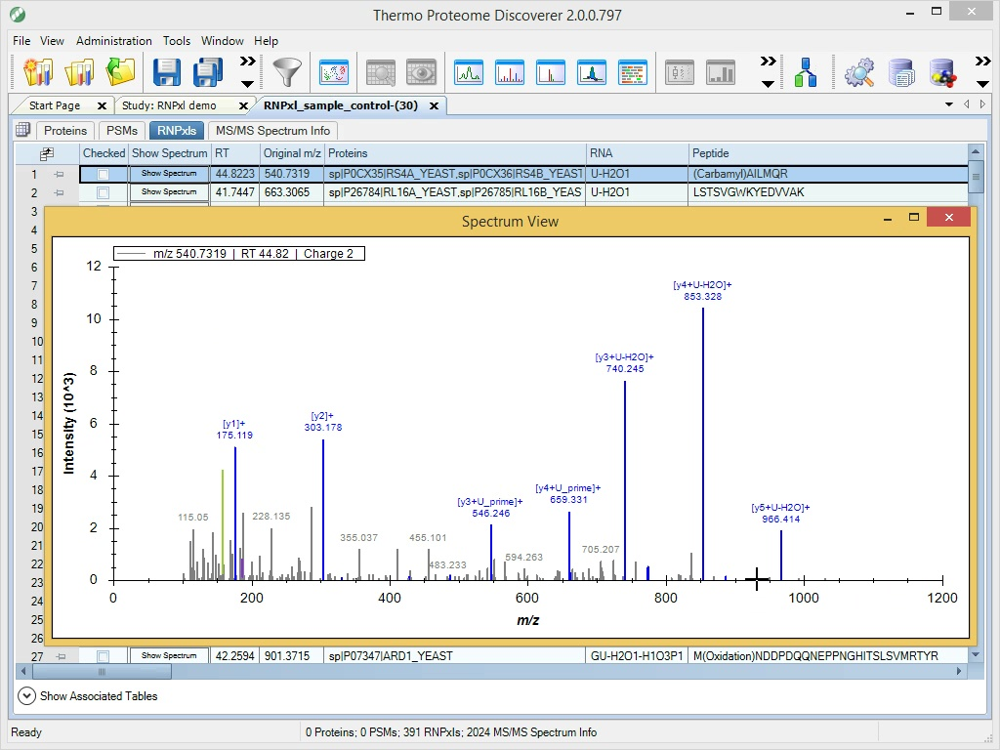 Thermo Proteome Discoverer 2.0.0.797
File View Administration Tools Window Help
Start Page Study: RNPxl demo RNPxl_sample_control-(30)
Proteins PSMs RNPxls MS/MS Spectrum Info
Checked Show Spectrum RT Original m/z Proteins RNA Peptide
1 Show Spectrum 44.8223 540.7319 sp|P0CX35|RS4A_YEAST,sp|P0CX36|RS4B_YEAST U-H2O1 (Carbamyl)AILMQR
2 Show Spectrum 41.7447 663.3065 sp|P26784|RL16A_YEAST,sp|P26785|RL16B_YEAS U-H2O1 LSTSVGWKYEDVVAK
3
4
5
6
7
8
9
10
11
12
13
14
15
16
17
18
19
20
21
22
23
24
25
26
Spectrum View
m/z 540.7319 | RT 44.82 | Charge 2
Intensity (10^3)
12
10
8
6
4
2
0
[y4+U-H2O]+
853.328
[y3+U-H2O]+
740.245
[y1]+
175.119
[y2]+
303.178
[y4+U_prime]+
659.331
[y3+U_prime]+
546.246
[y5+U-H2O]+
966.414
115.05
228.135
355.037
455.101
483.233
594.263
705.207
0 200 400 600 800 1000 1200
m/z
27 Show Spectrum 42.2594 901.3715 sp|P07347|ARD1_YEAST GU-H2O1-H1O3P1 M(Oxidation)NDDPDQQNEPPNGHITSLSVMRTYR
Show Associated Tables
Ready 0 Proteins; 0 PSMs; 391 RNPxls; 2024 MS/MS Spectrum Info